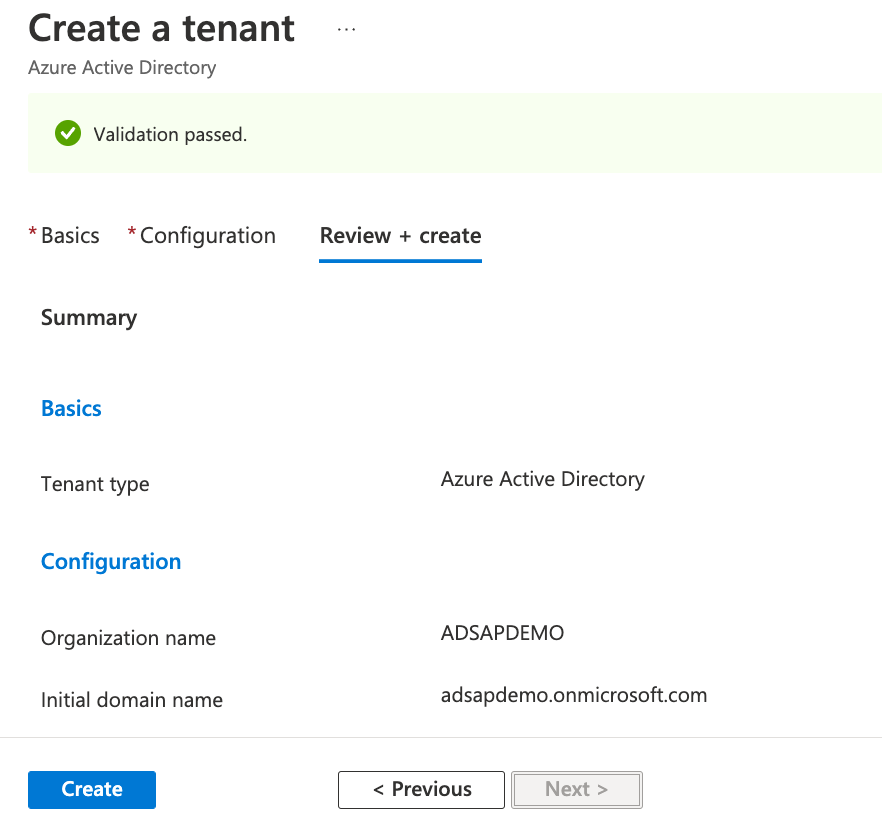 Create a tenant ...
Azure Active Directory
Validation passed.
* Basics * Configuration Review + create
Summary
Basics
Tenant type Azure Active Directory
Configuration
Organization name ADSAPDEMO
Initial domain name adsapdemo.onmicrosoft.com
Create < Previous Next >